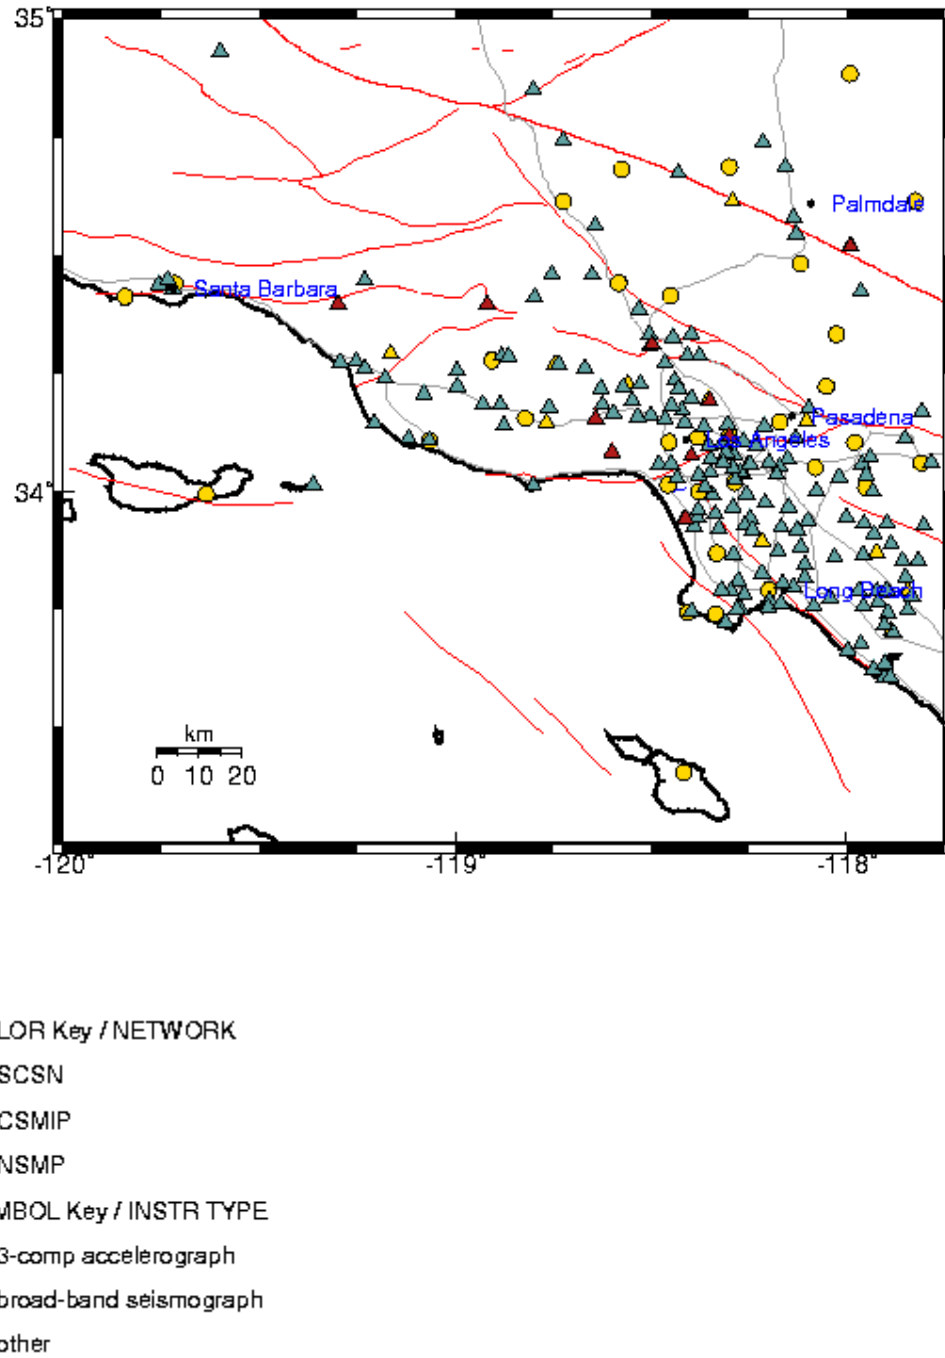 35°
Palmdale
Santa Barbara
Pasadena
Los Angeles
34°
Long Beach
km
0 10 20
-120° -119° -118°
LOR Key / NETWORK
SCSN
CSMIP
NSMP
MBOL Key / INSTR TYPE
3-comp accelerograph
broad-band seismograph
other